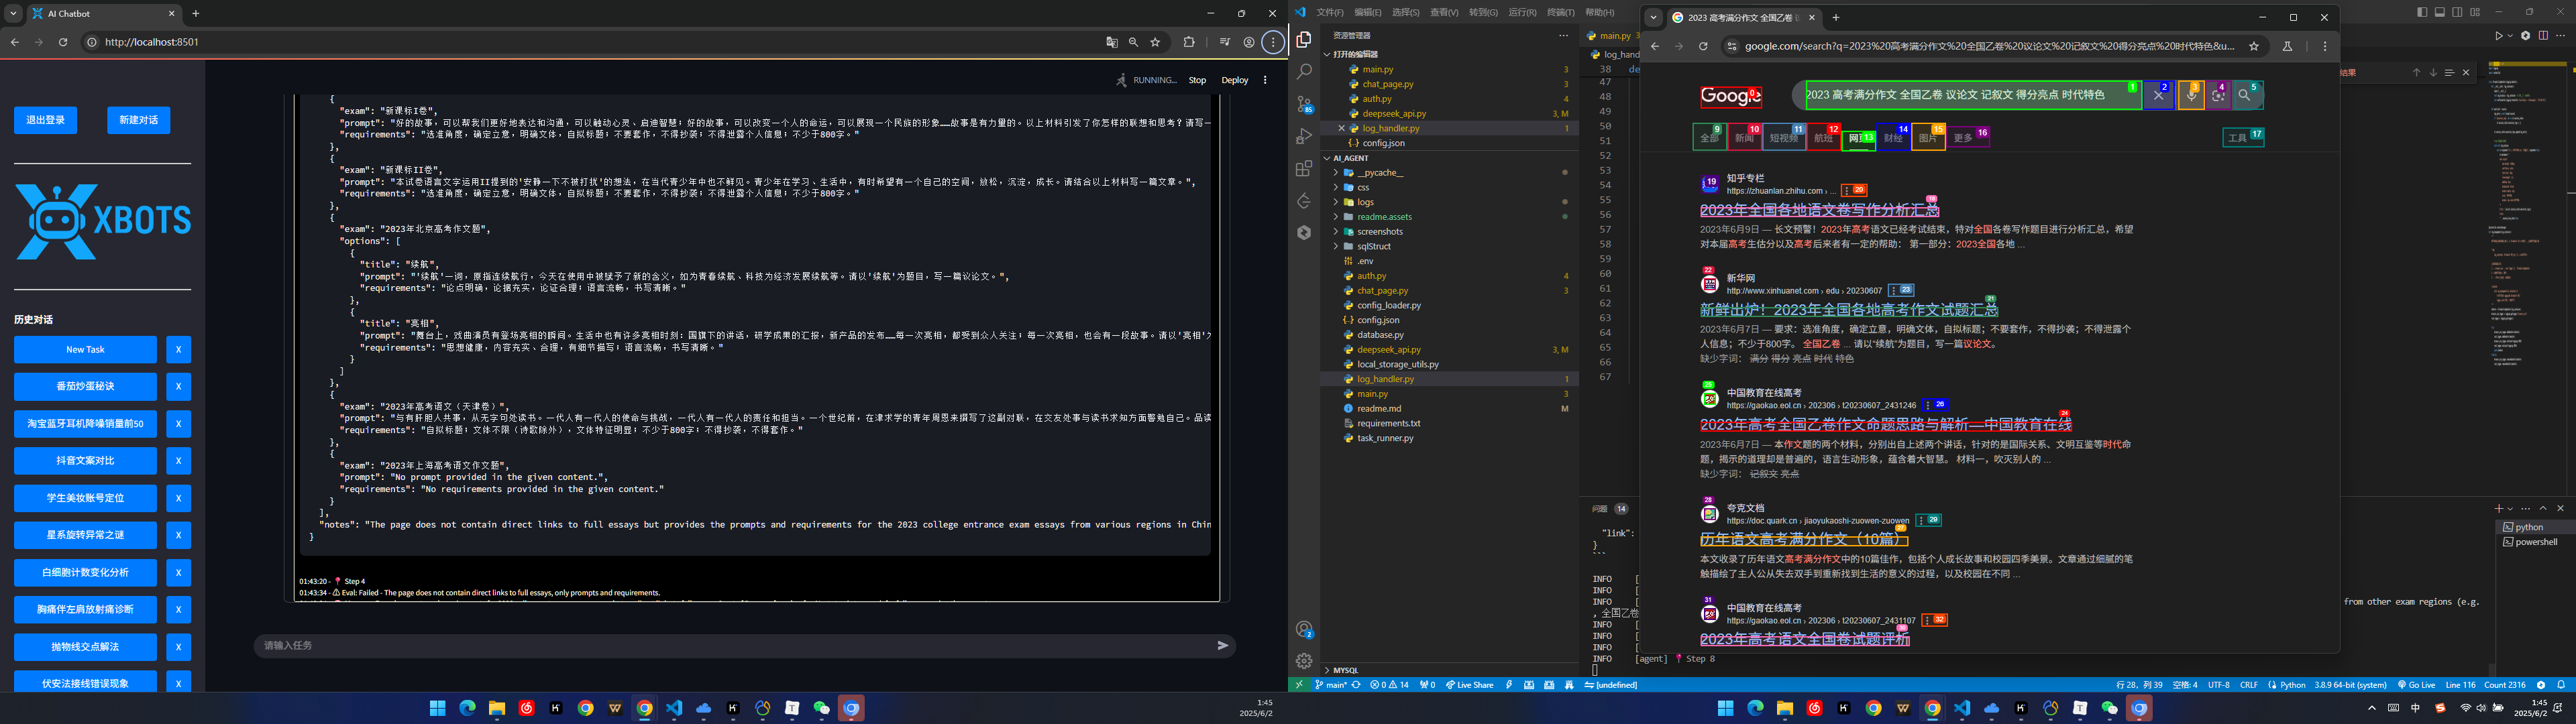 AI Chatbot
http://localhost:8501
RUNNING...
Stop
Deploy
退出登录
新建对话
XBOTS
历史对话
New Task X
番茄炒蛋秘诀 X
淘宝蓝牙耳机降噪销量前50 X
抖音文案对比 X
学生美妆账号定位 X
星系旋转异常之谜 X
白细胞计数变化分析 X
胸痛伴左肩放射痛诊断 X
抛物线交点解法 X
伏安法接线错误现象 X
{
"exam": "新课标I卷",
"prompt": "好的故事，可以帮我们更好地表达和沟通，可以触动心灵、启迪智慧；好的故事，可以改变一个人的命运，可以展现一个民族的形象……故事是有力量的。以上材料引发了你怎样的联想和思考？请写一
"requirements": "选准角度，确定立意，明确文体，自拟标题；不要套作，不得抄袭；不得泄露个人信息；不少于800字。"
},
{
"exam": "新课标II卷",
"prompt": "本试卷语言文字运用II提到的'安静一下不被打扰'的想法，在当代青少年中也不鲜见。青少年在学习、生活中，有时希望有一个自己的空间，放松，沉淀，成长。请结合以上材料写一篇文章。",
"requirements": "选准角度，确定立意，明确文体，自拟标题；不要套作，不得抄袭；不得泄露个人信息；不少于800字。"
},
{
"exam": "2023年北京高考作文题",
"options": [
{
"title": "续航",
"prompt": "'续航'一词，原指连续航行，今天在使用中被赋予了新的含义，如为青春续航、科技为经济发展续航等。请以'续航'为题目，写一篇议论文。",
"requirements": "论点明确，论据充实，论证合理；语言流畅，书写清晰。"
},
{
"title": "亮相",
"prompt": "舞台上，戏曲演员有登场亮相的瞬间。生活中也有许多亮相时刻：国旗下的讲话，研学成果的汇报，新产品的发布……每一次亮相，都受到众人关注；每一次亮相，也会有一段故事。请以'亮相'为
"requirements": "思想健康，内容充实、合理，有细节描写；语言流畅，书写清晰。"
}
]
},
{
"exam": "2023年高考语文（天津卷）",
"prompt": "与有肝胆人共事，从无字句处读书。一代人有一代人的使命与挑战，一代人有一代人的责任和担当。一个世纪前，在津求学的青年周恩来撰写了这副对联，在交友处事与读书求知方面警勉自己。品读
"requirements": "自拟标题；文体不限（诗歌除外），文体特征明显；不少于800字；不得抄袭，不得套作。"
},
{
"exam": "2023年上海高考语文作文题",
"prompt": "No prompt provided in the given content.",
"requirements": "No requirements provided in the given content."
}
],
"notes": "The page does not contain direct links to full essays but provides the prompts and requirements for the 2023 college entrance exam essays from various regions in Chin
}
01:43:20 - 📍 Step 4
01:43:34 - ⚠ Eval: Failed - The page does not contain direct links to full essays, only prompts and requirements.
请输入任务
文件(F) 编辑(E) 选择(S) 查看(V) 转到(G) 运行(R) 终端(T) 帮助(H)
资源管理器
打开的编辑器
main.py 3
chat_page.py 3
auth.py 4
deepseek_api.py 3, M
log_handler.py 1
config.json
AI_AGENT
__pycache__
css
logs
readme.assets
screenshots
sqlStruct
.env
auth.py 4
chat_page.py 3
config_loader.py
config.json
database.py
deepseek_api.py 3, M
local_storage_utils.py
log_handler.py 1
main.py 3
readme.md M
requirements.txt
task_runner.py
MYSQL
main.py 3
log_hand
38 de
47
48
49
50
51
52
53
54
55
56
57
58
59
60
61
62
63
64
65
66
67
结果
问题 14
"link":
}
```
INFO [
INFO [
INFO [
，全国乙卷
INFO [
INFO [
INFO [
INFO [agent] 📍 Step 8
from other exam regions (e.g.
python
powershell
2023 高考满分作文 全国乙卷 议
google.com/search?q=2023%20高考满分作文%20全国乙卷%20议论文%20记叙文%20得分亮点%20时代特色&u...
Google 0
2023 高考满分作文 全国乙卷 议论文 记叙文 得分亮点 时代特色 1 2 3 4 5
全部 9 新闻 10 短视频 11 航班 12 网页 13 财经 14 图片 15 更多 16 工具 17
19 知乎专栏
https://zhuanlan.zhihu.com › ... 20
2023年全国各地语文卷写作分析汇总 18
2023年6月9日 — 长文预警！2023年高考语文已经考试结束，特对全国各卷写作题目进行分析汇总，希望
对本届高考生估分以及高考后来者有一定的帮助： 第一部分：2023全国各地 ...
22 新华网
http://www.xinhuanet.com › edu › 20230607 23
新鲜出炉！2023年全国各地高考作文试题汇总 21
2023年6月7日 — 要求：选准角度，确定立意，明确文体，自拟标题；不要套作，不得抄袭；不得泄露个
人信息；不少于800字。 全国乙卷 ... 请以“续航”为题目，写一篇议论文。
缺少字词： 满分 得分 亮点 时代 特色
25 中国教育在线高考
https://gaokao.eol.cn › 202306 › t20230607_2431246 26
2023年高考全国乙卷作文命题思路与解析—中国教育在线 24
2023年6月7日 — 本作文题的两个材料，分别出自上述两个讲话，针对的是国际关系、文明互鉴等时代命
题，揭示的道理却是普遍的，语言生动形象，蕴含着大智慧。 材料一，吹灭别人的 ...
缺少字词： 记叙文 亮点
28 夸克文档
https://doc.quark.cn › jiaoyukaoshi-zuowen-zuowen 29
历年语文高考满分作文（10篇） 27
本文收录了历年语文高考满分作文中的10篇佳作，包括个人成长故事和校园四季美景。文章通过细腻的笔
触描绘了主人公从失去双手到重新找到生活的意义的过程，以及校园在不同 ...
31 中国教育在线高考
https://gaokao.eol.cn › 202306 › t20230607_2431107 32
2023年高考语文全国卷试题评析 30
main* 0 14 0 Live Share [undefined]
行 28，列 39 空格: 4 UTF-8 CRLF Python 3.8.9 64-bit (system) Go Live Line 116 Count 2316
1:45
2025/6/2
中
1:45
2025/6/2